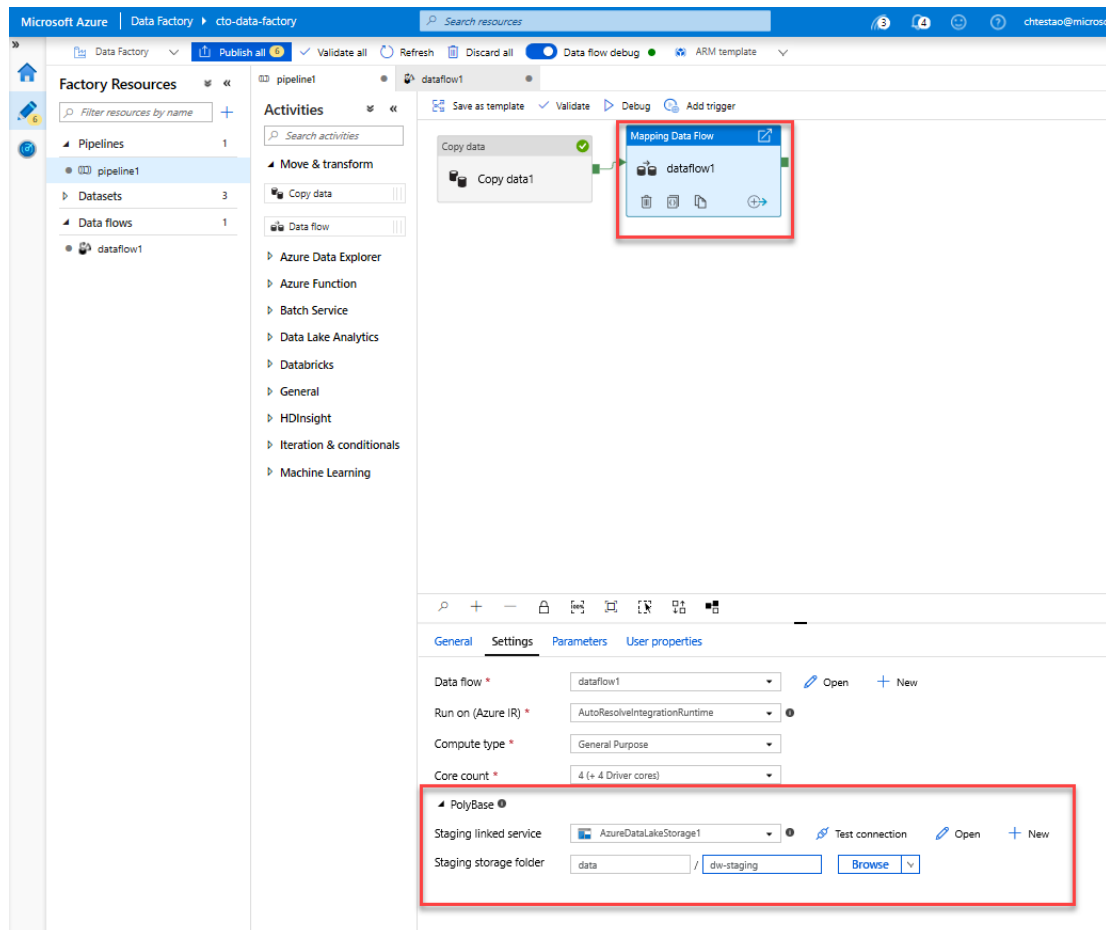 Microsoft Azure Data Factory cto-data-factory Search resources 3 4 chtestao@microso
Data Factory Publish all 6 Validate all Refresh Discard all Data flow debug ARM template
Factory Resources
Filter resources by name
6
Pipelines 1
pipeline1
Datasets 3
Data flows 1
dataflow1
pipeline1 dataflow1
Activities
Search activities
Move & transform
Copy data
Data flow
Azure Data Explorer
Azure Function
Batch Service
Data Lake Analytics
Databricks
General
HDInsight
Iteration & conditionals
Machine Learning
Save as template Validate Debug Add trigger
Copy data
Copy data1
Mapping Data Flow
dataflow1
100%
General Settings Parameters User properties
Data flow * dataflow1 Open New
Run on (Azure IR) * AutoResolveIntegrationRuntime
Compute type * General Purpose
Core count * 4 (+ 4 Driver cores)
PolyBase
Staging linked service AzureDataLakeStorage1 Test connection Open New
Staging storage folder data / dw-staging Browse